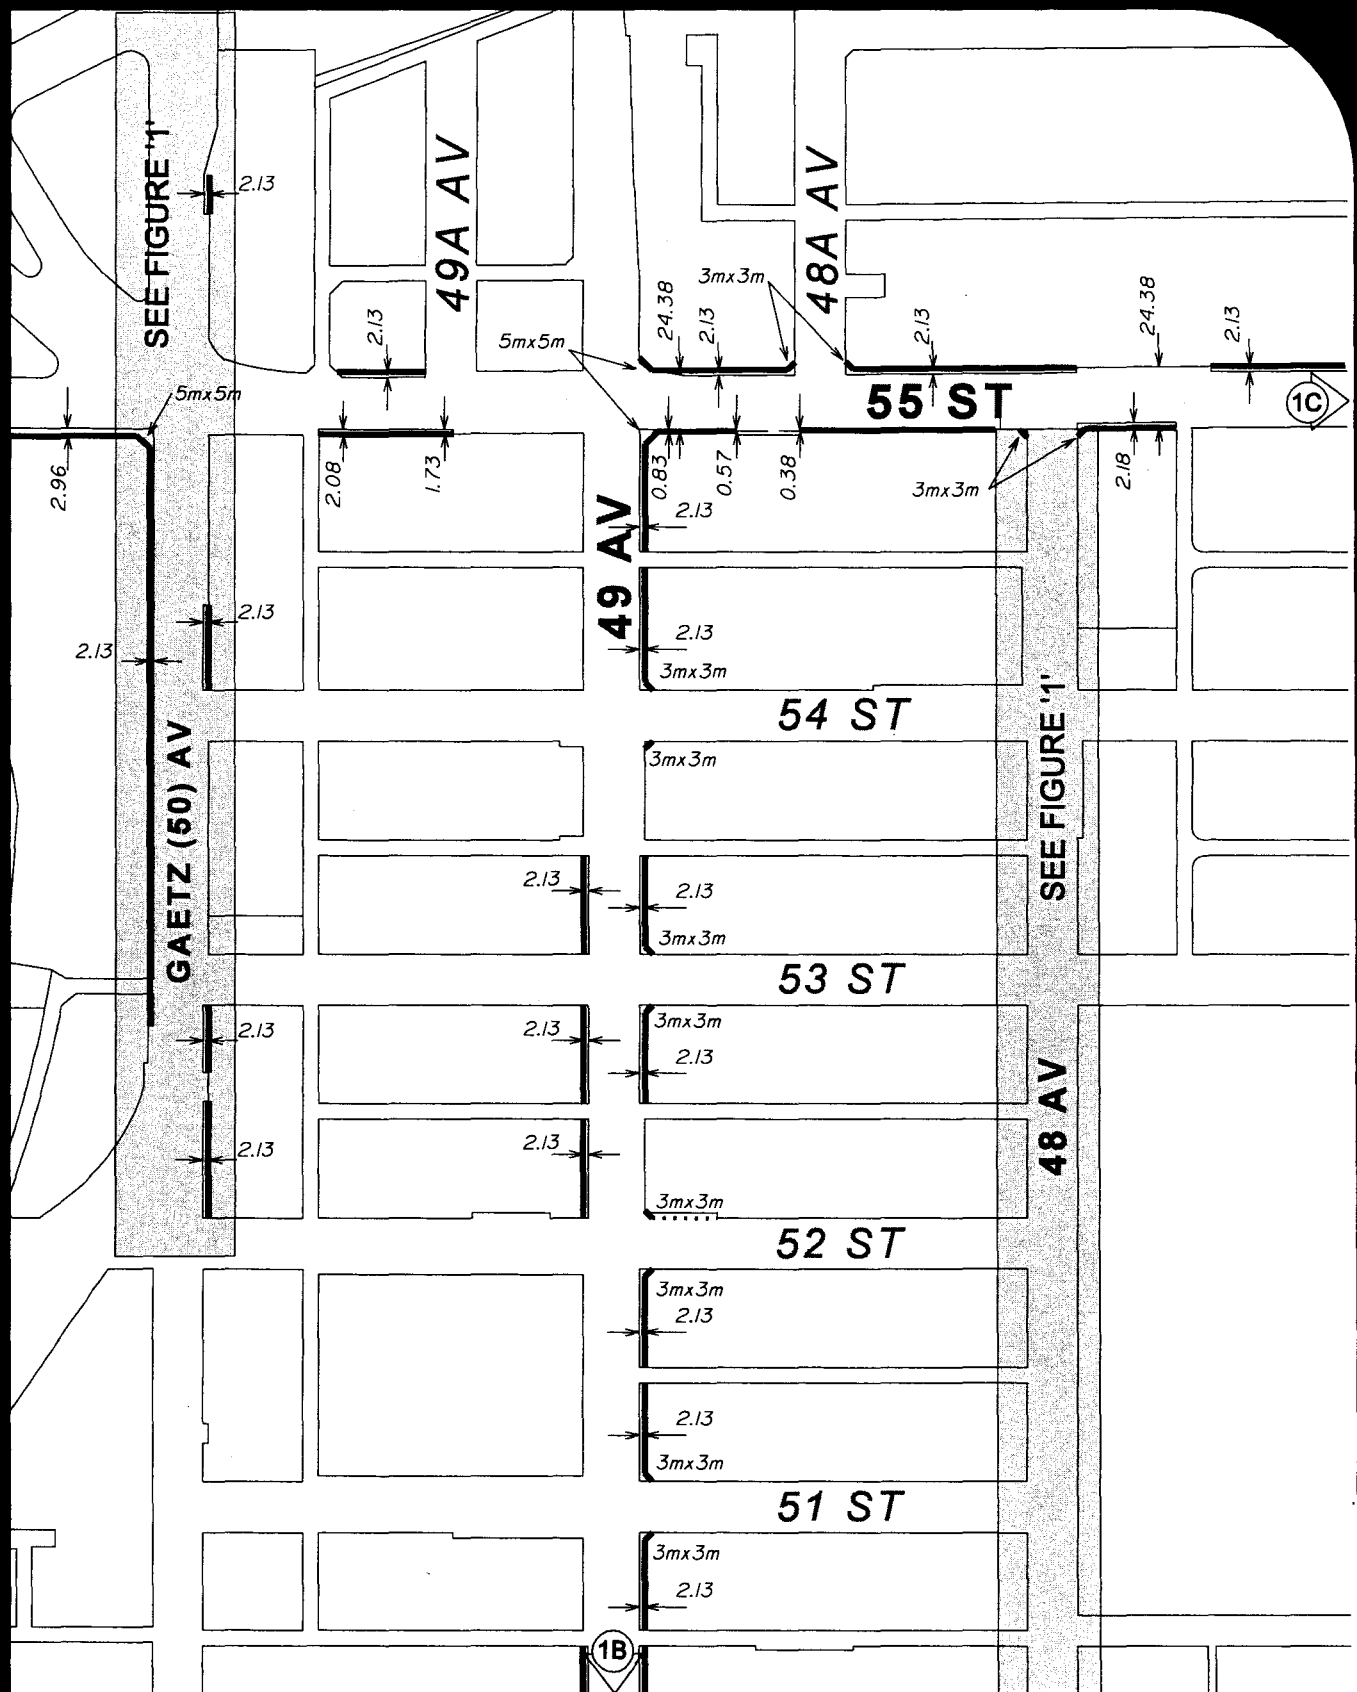 SEE FIGURE '1'
2.13
49A AV
48A AV
3mx3m
24.38
2.13
2.13
5mx5m
2.13
24.38
2.13
5mx5m
55 ST
1C
2.96
2.08
1.73
0.83
0.57
0.38
3mx3m
2.18
49 AV
2.13
2.13
2.13
2.13
3mx3m
54 ST
SEE FIGURE '1'
GAETZ (50) AV
3mx3m
2.13
2.13
3mx3m
53 ST
2.13
2.13
3mx3m
2.13
48 AV
2.13
2.13
3mx3m
52 ST
3mx3m
2.13
2.13
3mx3m
51 ST
3mx3m
2.13
1B